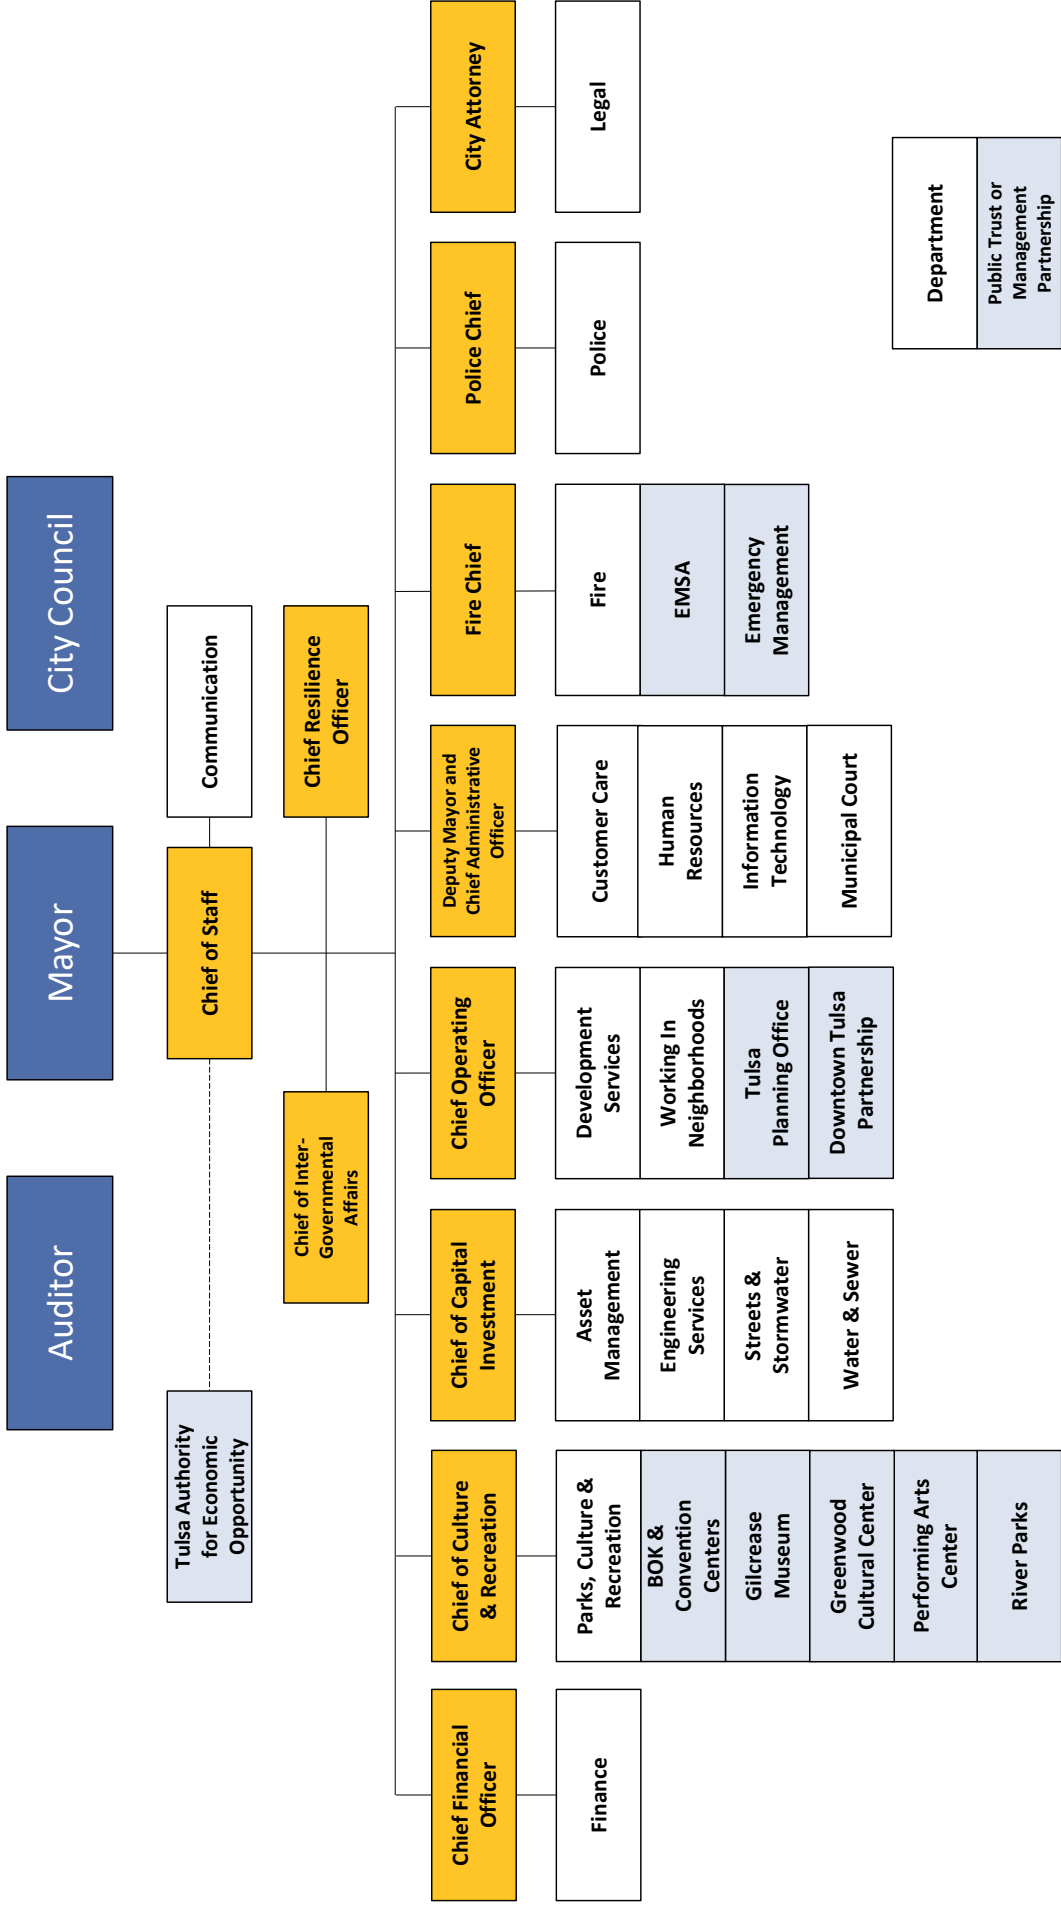 Auditor
Mayor
City Council
Tulsa Authority
for Economic
Opportunity
Chief of Staff
Communication
Chief of Inter-
Governmental
Affairs
Chief Resilience
Officer
Chief Financial
Officer
Finance
Chief of Culture
& Recreation
Parks, Culture &
Recreation
BOK &
Convention
Centers
Gilcrease
Museum
Greenwood
Cultural Center
Performing Arts
Center
River Parks
Chief of Capital
Investment
Asset
Management
Engineering
Services
Streets &
Stormwater
Water & Sewer
Chief Operating
Officer
Development
Services
Working In
Neighborhoods
Tulsa
Planning Office
Downtown Tulsa
Partnership
Deputy Mayor and
Chief Administrative
Officer
Customer Care
Human
Resources
Information
Technology
Municipal Court
Fire Chief
Fire
EMSA
Emergency
Management
Police Chief
Police
City Attorney
Legal
Department
Public Trust or
Management
Partnership